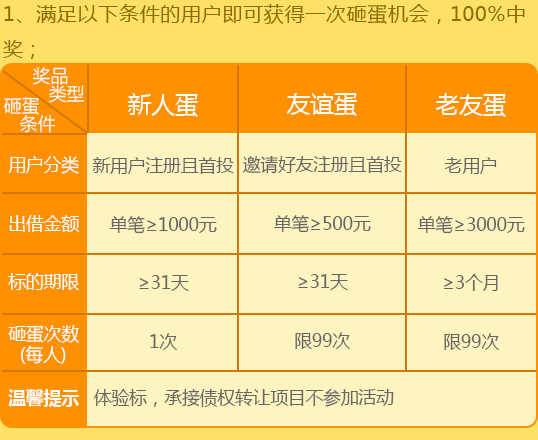 1、满足以下条件的用户即可获得一次砸蛋机会，100%中
奖；
奖品
类型
砸蛋
条件
新人蛋 友谊蛋 老友蛋
用户分类 新用户注册且首投 邀请好友注册且首投 老用户
出借金额 单笔≥1000元 单笔≥500元 单笔≥3000元
标的期限 ≥31天 ≥31天 ≥3个月
砸蛋次数
(每人)
1次 限99次 限99次
温馨提示 体验标，承接债权转让项目不参加活动